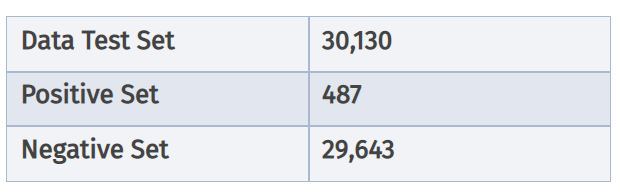 Data Test Set 30,130
Positive Set 487
Negative Set 29,643